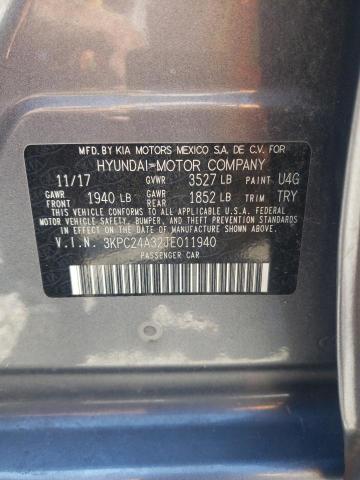 MFD.BY KIA MOTORS MEXICO S.A. DE C.V. FOR
HYUNDAI-MOTOR COMPANY
11/17 GVWR 3527 LB PAINT U4G
GAWR FRONT 1940 LB GAWR REAR 1852 LB TRIM TRY
THIS VEHICLE CONFORMS TO ALL APPLICABLE U.S.A. FEDERAL
MOTOR VEHICLE SAFETY, BUMPER, AND THEFT PREVENTION STANDARDS
IN EFFECT ON THE DATE OF MANUFACTURE SHOWN ABOVE.
V.I.N. 3KPC24A32JE011940
PASSENGER CAR